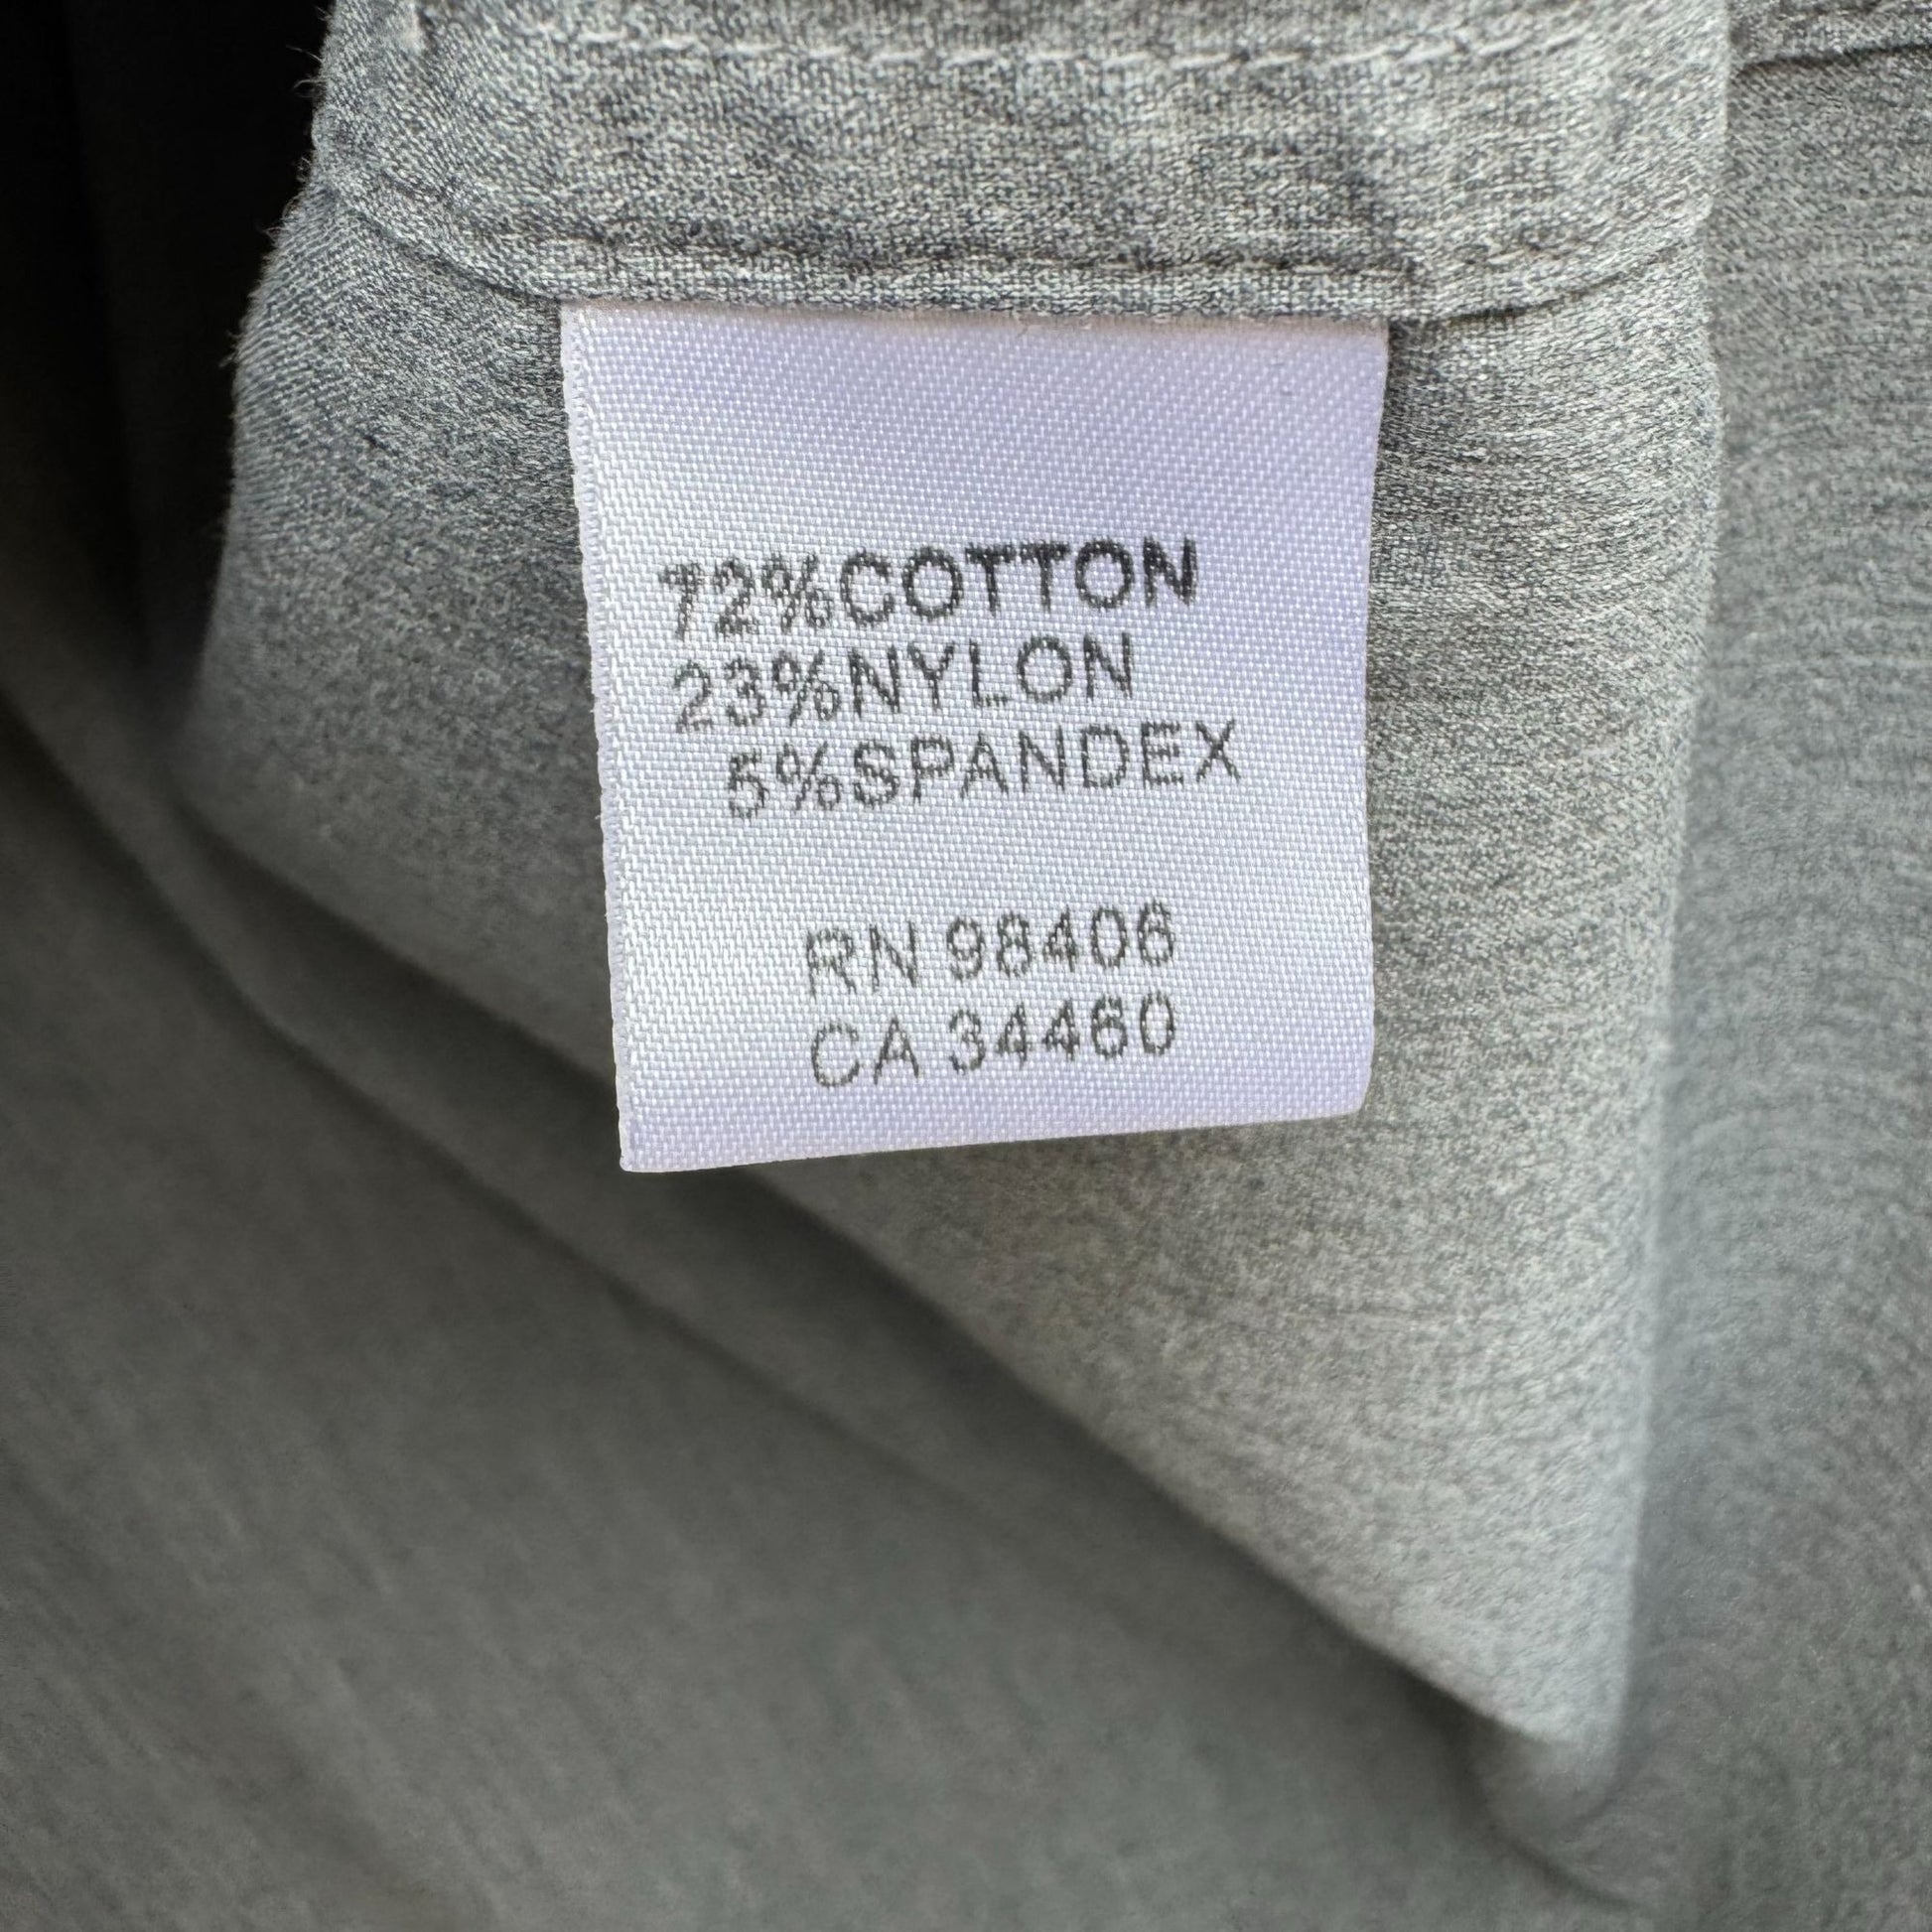 72%COTTON
23%NYLON
5%SPANDEX
RN 98406
CA 34460